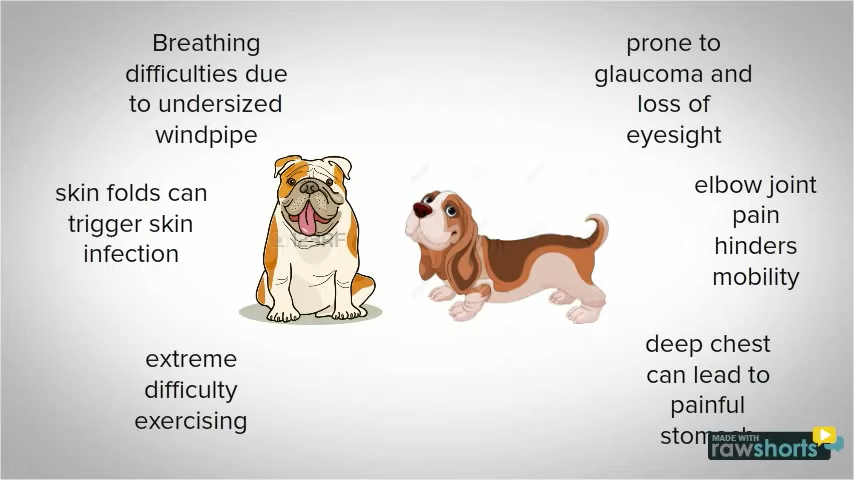 Breathing
difficulties due
to undersized
windpipe
skin folds can
trigger skin
infection
extreme
difficulty
exercising
prone to
glaucoma and
loss of
eyesight
elbow joint
pain
hinders
mobility
deep chest
can lead to
painful
stomach
MADE WITH
rawshorts